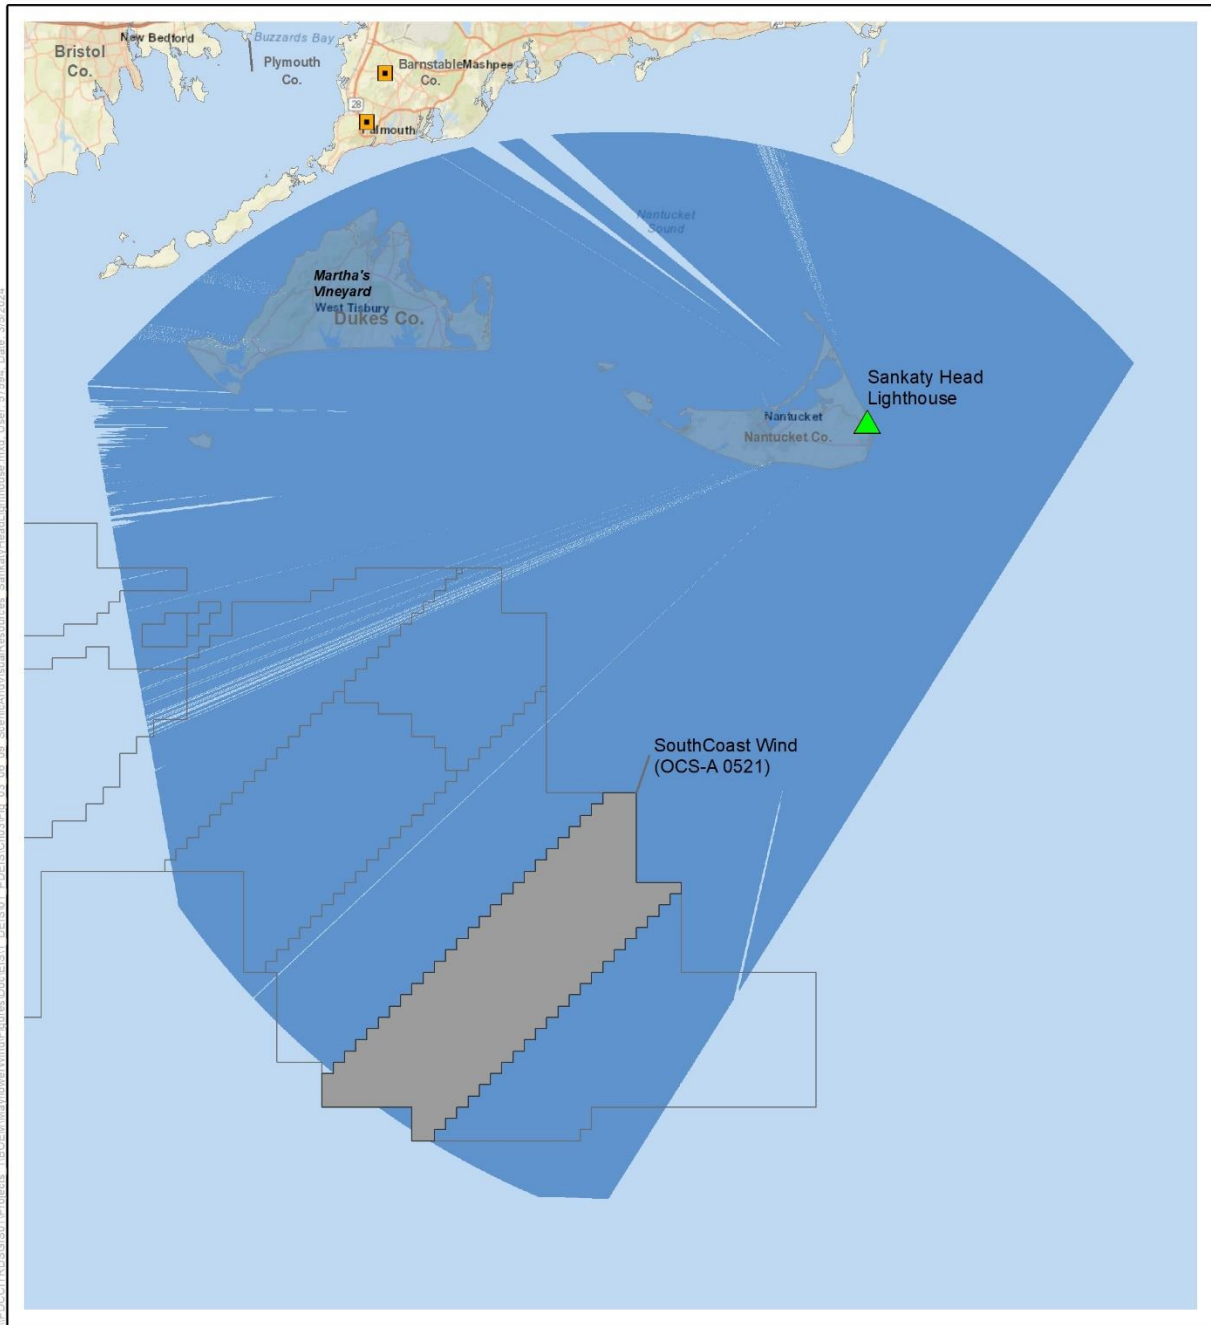 New Bedford
Buzzards Bay
Bristol
Co.
Plymouth
Co.
Barnstable
Co.
Mashpee
28
Falmouth
Nantucket
Sound
Martha's
Vineyard
West Tisbury
Dukes Co.
Sankaty Head
Lighthouse
Nantucket
Nantucket Co.
SouthCoast Wind
(OCS-A 0521)